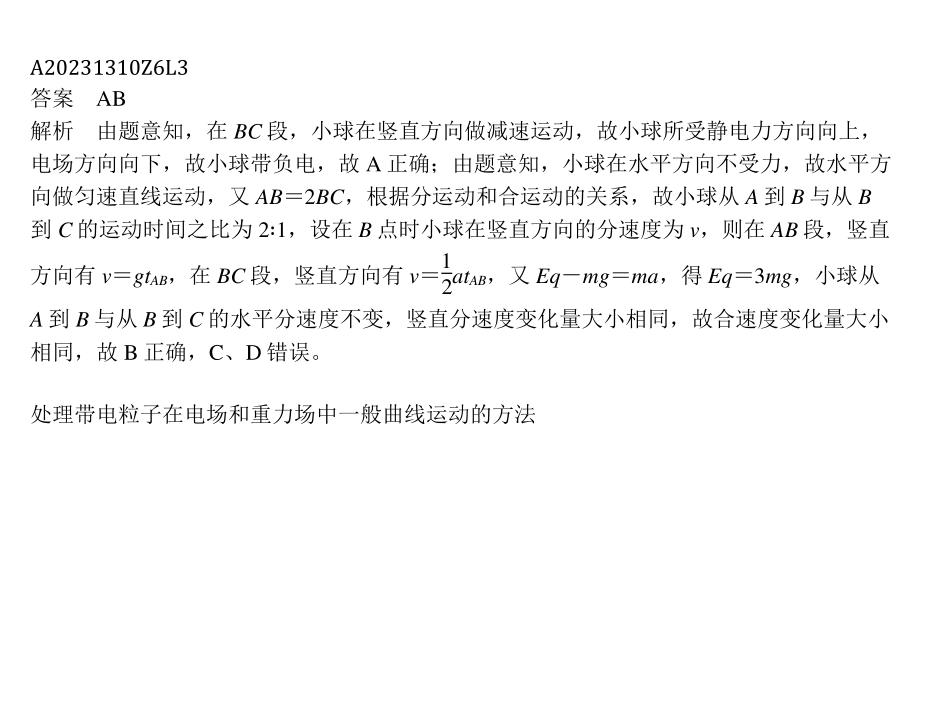 A20231310Z6L3
答案　AB
解析　由题意知，在 BC 段，小球在竖直方向做减速运动，故小球所受静电力方向向上，
电场方向向下，故小球带负电，故 A 正确；由题意知，小球在水平方向不受力，故水平方
向做匀速直线运动，又 AB＝2BC，根据分运动和合运动的关系，故小球从 A 到 B 与从 B
到 C 的运动时间之比为 2∶1，设在 B 点时小球在竖直方向的分速度为 v，则在 AB 段，竖直
方向有 v＝gtAB，在 BC 段，竖直方向有 v＝1/2atAB，又 Eq－mg＝ma，得 Eq＝3mg，小球从
A 到 B 与从 B 到 C 的水平分速度不变，竖直分速度变化量大小相同，故合速度变化量大小
相同，故 B 正确，C、D 错误。
处理带电粒子在电场和重力场中一般曲线运动的方法